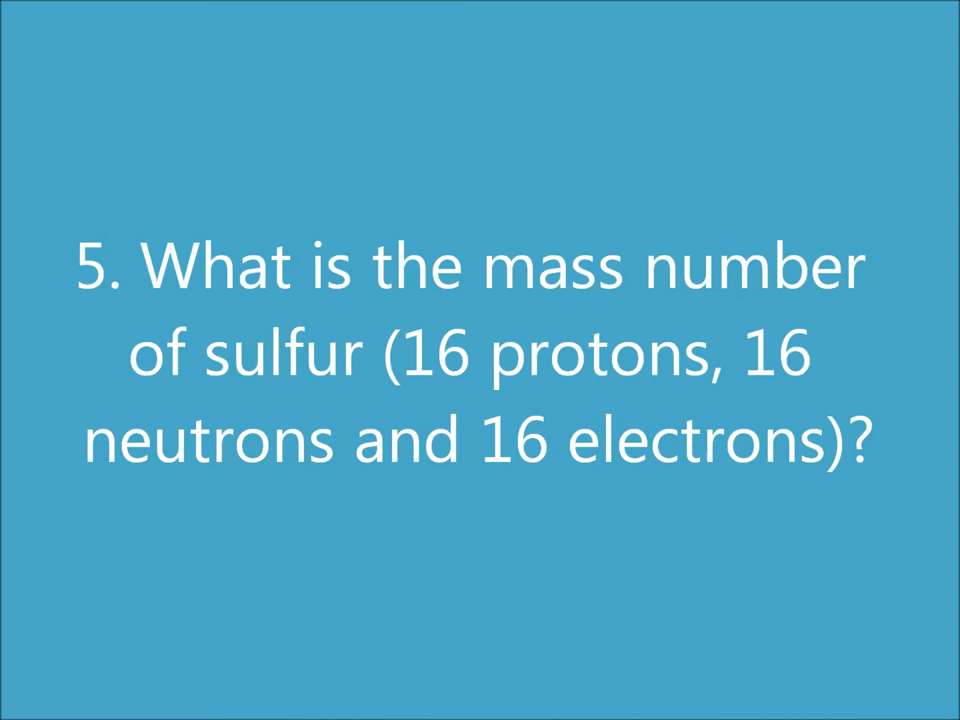 5. What is the mass number
of sulfur (16 protons, 16
neutrons and 16 electrons)?